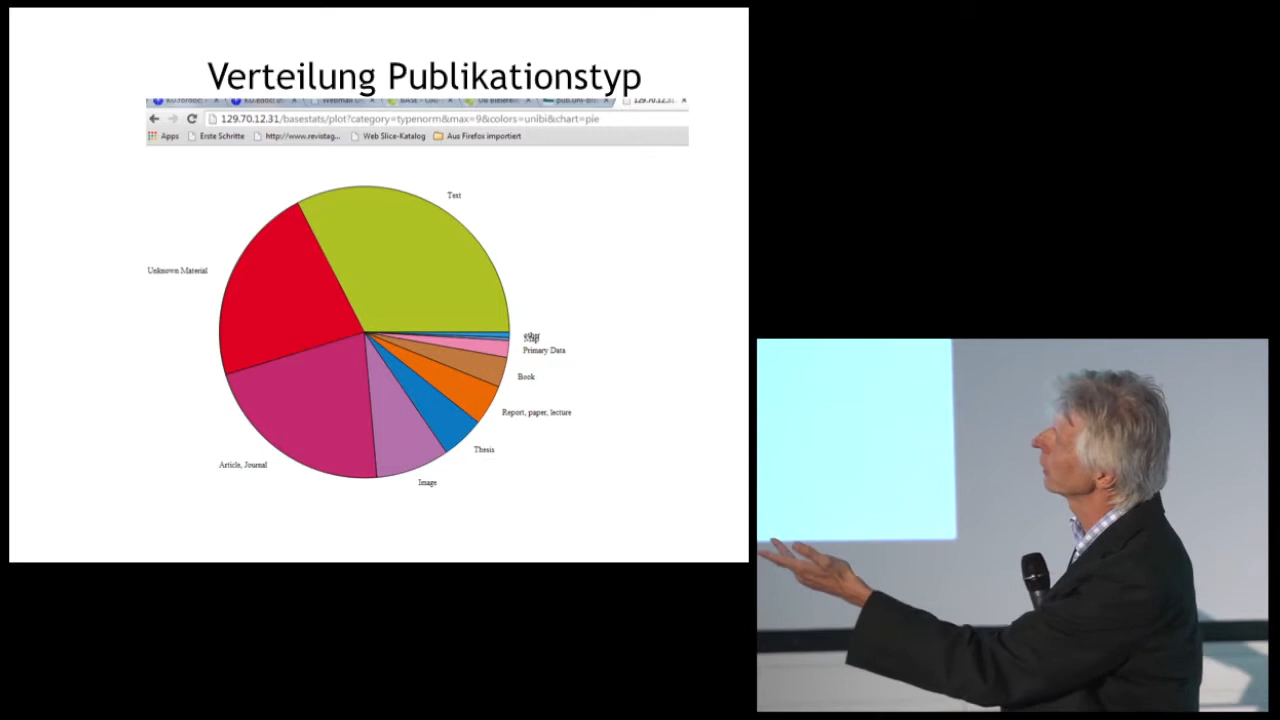 Verteilung Publikationstyp
129.70.12.31/basestats/plot?category=typenorm&max=9&colors=unibi&chart=pie
Apps Erste Schritte http://www.revistag... Web Slice-Katalog Aus Firefox importiert
Text
Unknown Material
other
Map
Primary Data
Book
Report, paper, lecture
Thesis
Article, Journal
Image